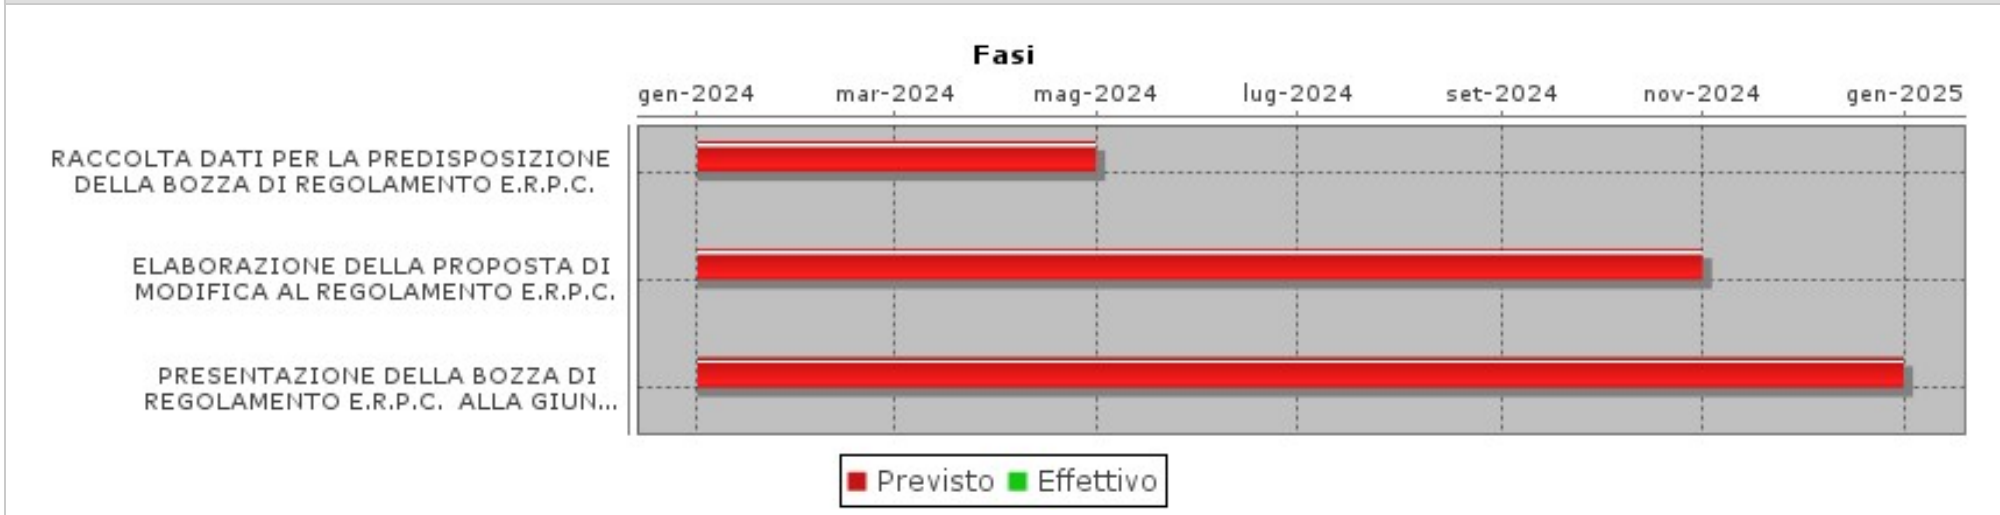 Fasi
gen-2024 mar-2024 mag-2024 lug-2024 set-2024 nov-2024 gen-2025
RACCOLTA DATI PER LA PREDISPOSIZIONE
DELLA BOZZA DI REGOLAMENTO E.R.P.C.
ELABORAZIONE DELLA PROPOSTA DI
MODIFICA AL REGOLAMENTO E.R.P.C.
PRESENTAZIONE DELLA BOZZA DI
REGOLAMENTO E.R.P.C. ALLA GIUN...
Previsto Effettivo